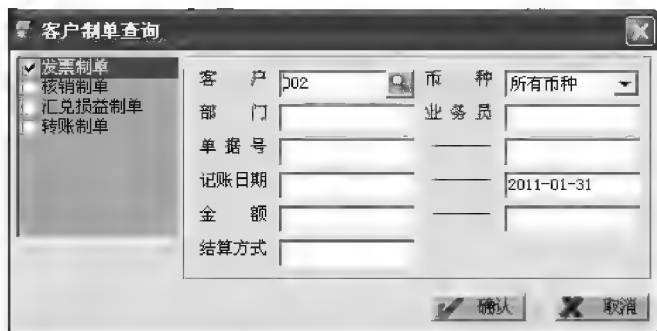 客户制单查询
发票制单
核销制单
汇兑损益制单
转账制单
客 户 002 币 种 所有币种
部 门 业 务 员
单 据 号
记账日期 2011-01-31
金 额
结算方式
确认 取消